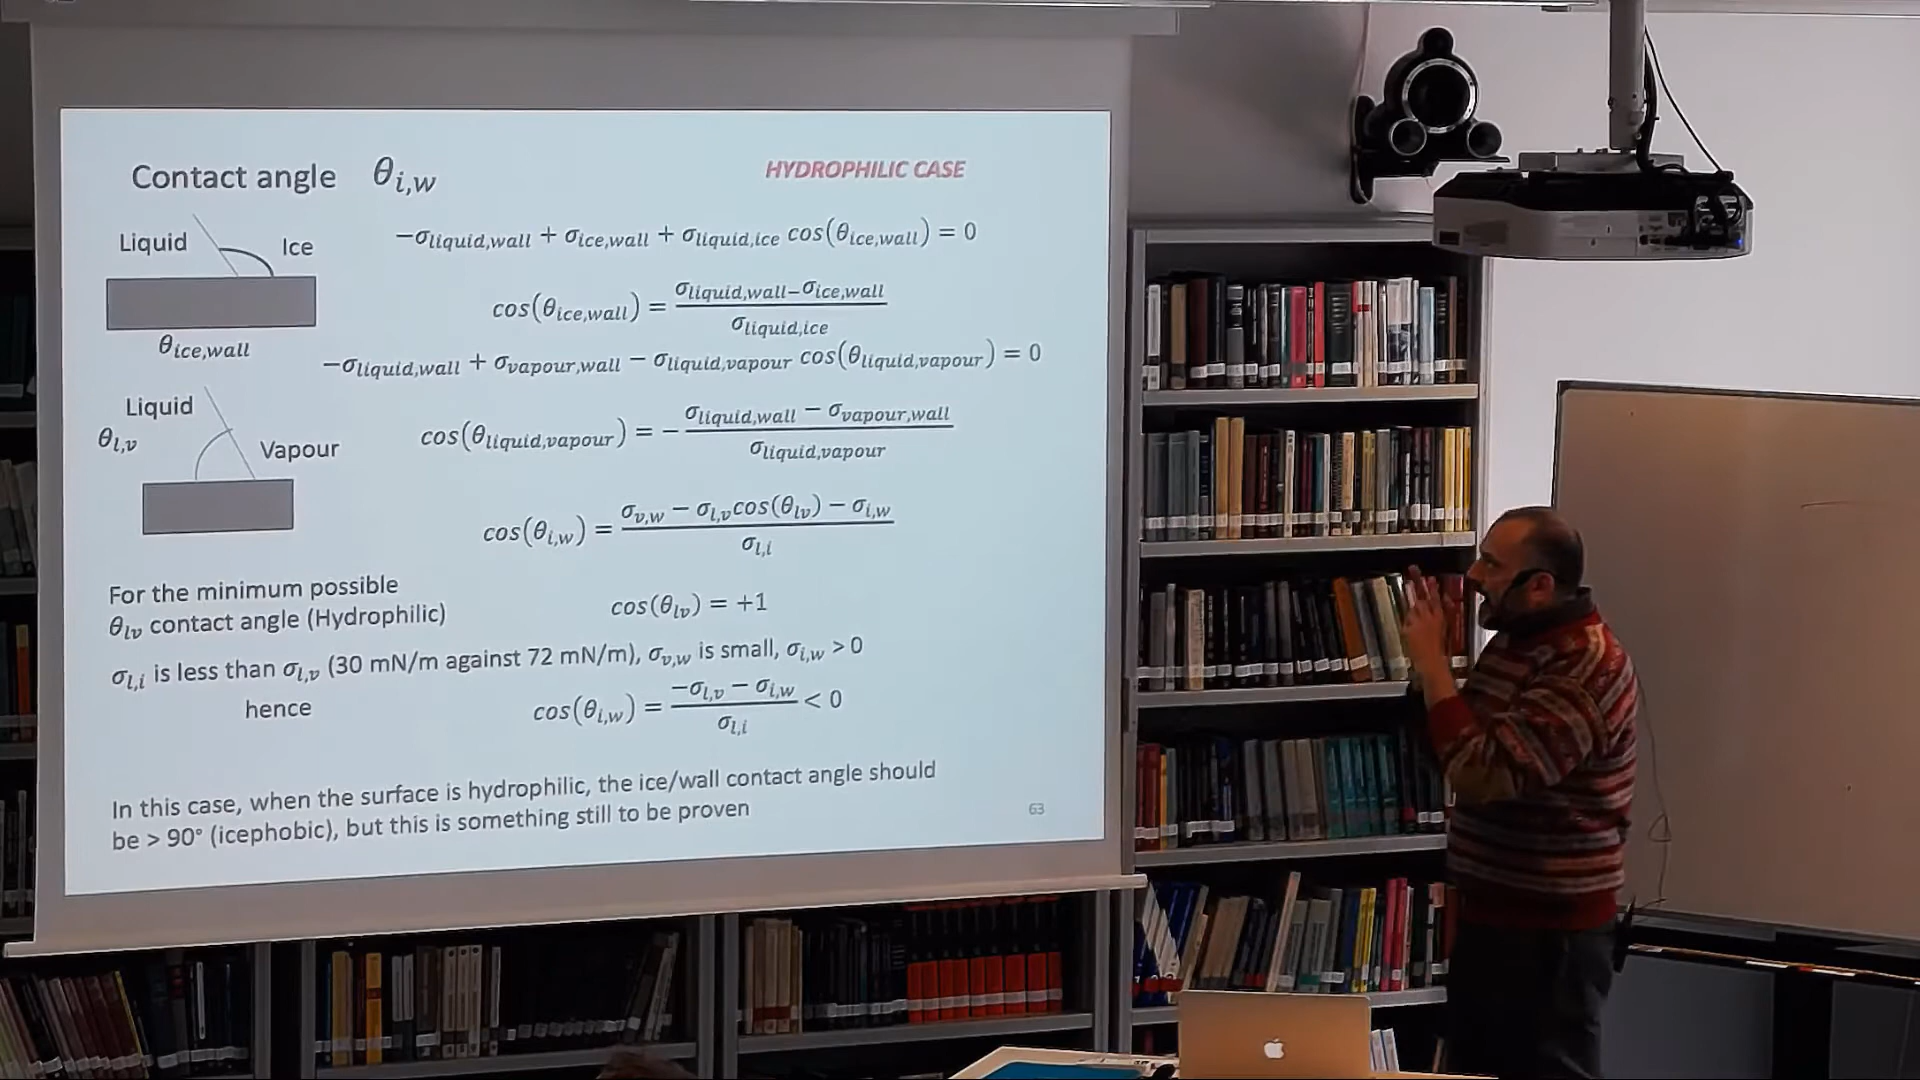 Contact angle θi,w
HYDROPHILIC CASE
Liquid
Ice
−σliquid,wall + σice,wall + σliquid,ice cos(θice,wall) = 0
cos(θice,wall) = (σliquid,wall−σice,wall)/σliquid,ice
θice,wall
−σliquid,wall + σvapour,wall − σliquid,vapour cos(θliquid,vapour) = 0
Liquid
θl,v
Vapour
cos(θliquid,vapour) = − (σliquid,wall − σvapour,wall)/σliquid,vapour
cos(θi,w) = (σv,w − σl,vcos(θlv) − σi,w)/σl,i
For the minimum possible
θlv contact angle (Hydrophilic)
cos(θlv) = +1
σl,i is less than σl,v (30 mN/m against 72 mN/m), σv,w is small, σi,w > 0
hence
cos(θi,w) = (−σl,v − σi,w)/σl,i < 0
In this case, when the surface is hydrophilic, the ice/wall contact angle should
be > 90° (icephobic), but this is something still to be proven
63